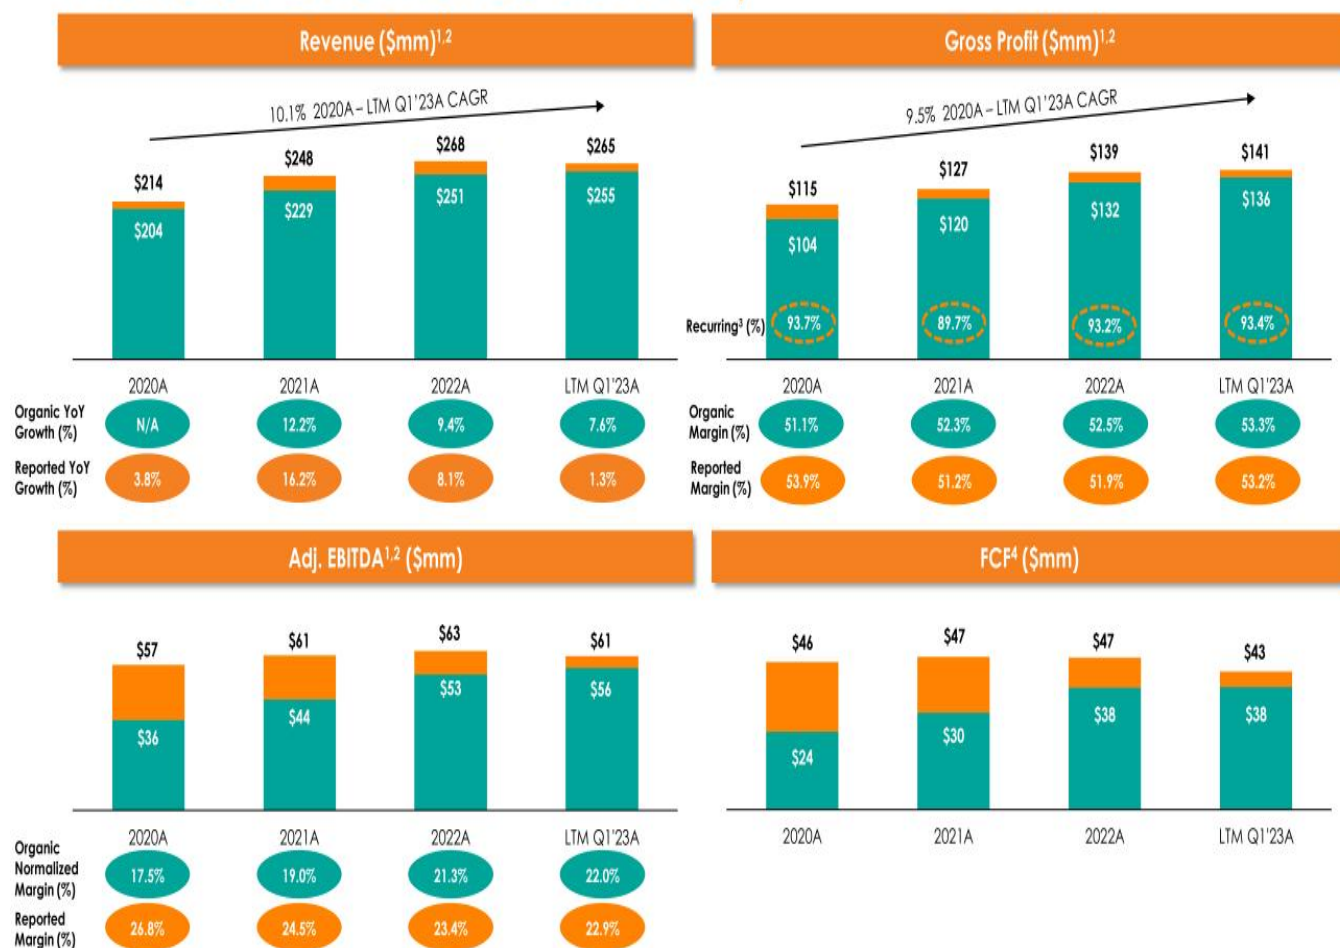 Revenue ($mm)1,2
10.1% 2020A – LTM Q1'23A CAGR
$214
$248
$268
$265
$204
$229
$251
$255
2020A
2021A
2022A
LTM Q1'23A
Organic YoY
Growth (%)
N/A
12.2%
9.4%
7.6%
Reported YoY
Growth (%)
3.8%
16.2%
8.1%
1.3%
Gross Profit ($mm)1,2
9.5% 2020A – LTM Q1'23A CAGR
$115
$127
$139
$141
$104
$120
$132
$136
Recurring3 (%)
93.7%
89.7%
93.2%
93.4%
2020A
2021A
2022A
LTM Q1'23A
Organic
Margin (%)
51.1%
52.3%
52.5%
53.3%
Reported
Margin (%)
53.9%
51.2%
51.9%
53.2%
Adj. EBITDA1,2 ($mm)
$57
$61
$63
$61
$36
$44
$53
$56
2020A
2021A
2022A
LTM Q1'23A
Organic
Normalized
Margin (%)
17.5%
19.0%
21.3%
22.0%
Reported
Margin (%)
26.8%
24.5%
23.4%
22.9%
FCF4 ($mm)
$46
$47
$47
$43
$24
$30
$38
$38
2020A
2021A
2022A
LTM Q1'23A